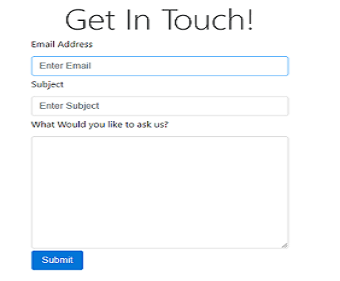 Get In Touch!
Email Address
Enter Email
Subject
Enter Subject
What Would you like to ask us?
Submit